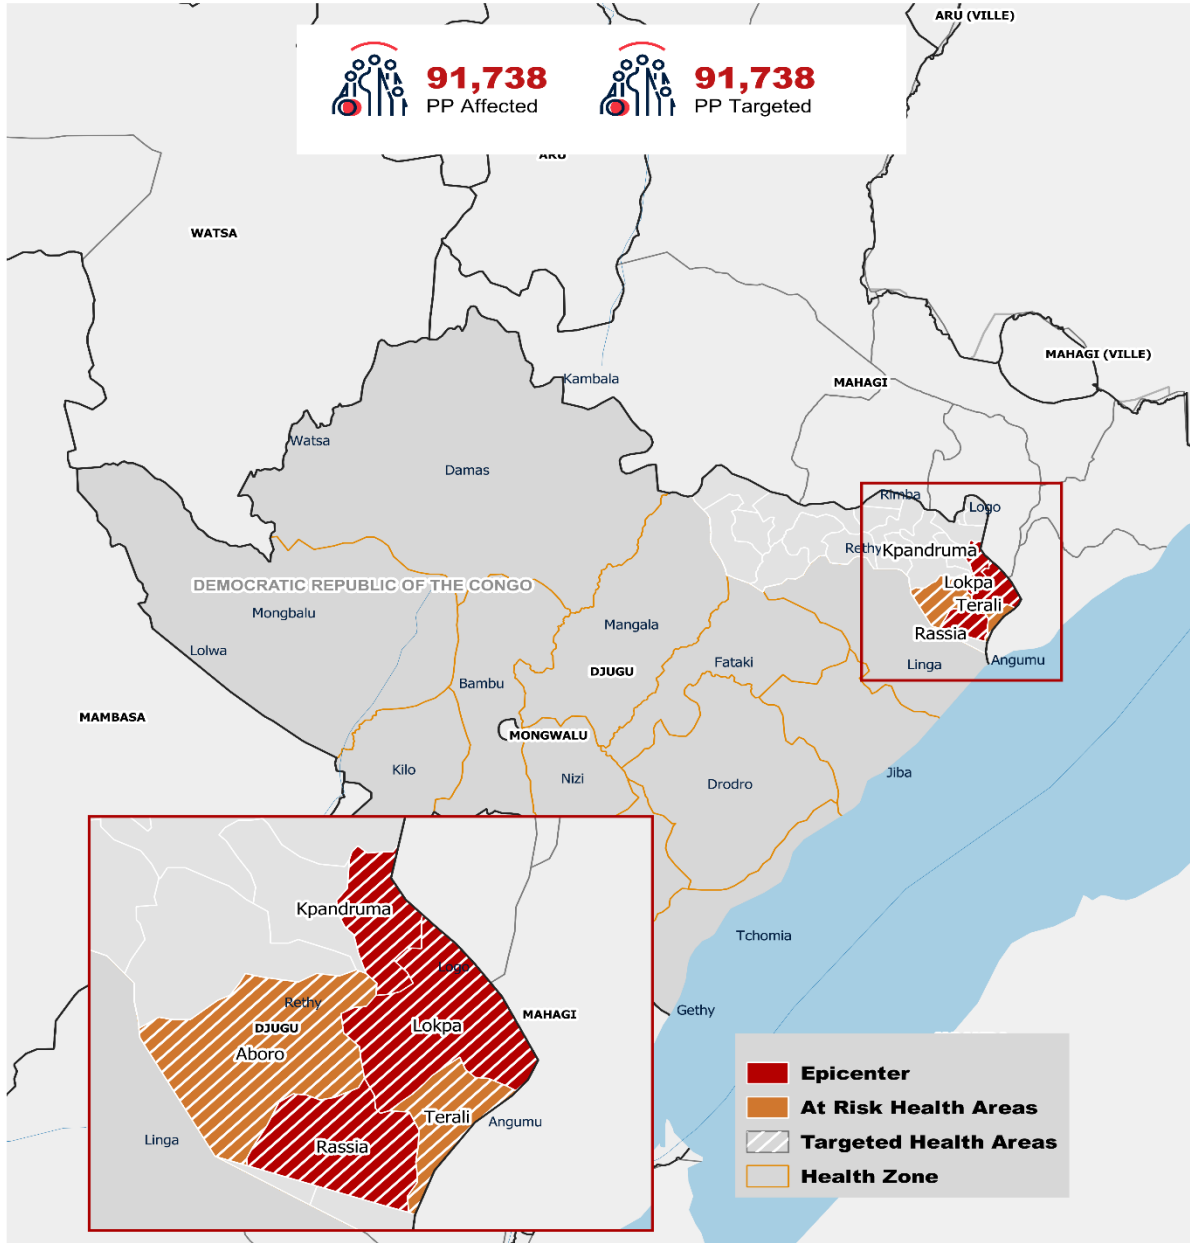 ARU (VILLE)
91,738
PP Affected
91,738
PP Targeted
ARU
WATSA
MAHAGI (VILLE)
Kambala
MAHAGI
Watsa
Damas
Rimba
Logo
Rethy
Kpandruma
DEMOCRATIC REPUBLIC OF THE CONGO
Lokpa
Mongbalu
Terali
Mangala
Rassia
Lolwa
Fataki
Linga
Angumu
DJUGU
Bambu
MAMBASA
MONGWALU
Kilo
Nizi
Drodro
Jiba
Kpandruma
Tchomia
Logo
Rethy
Gethy
MAHAGI
DJUGU
Lokpa
Aboro
Terali
Angumu
Linga
Rassia
Epicenter
At Risk Health Areas
Targeted Health Areas
Health Zone